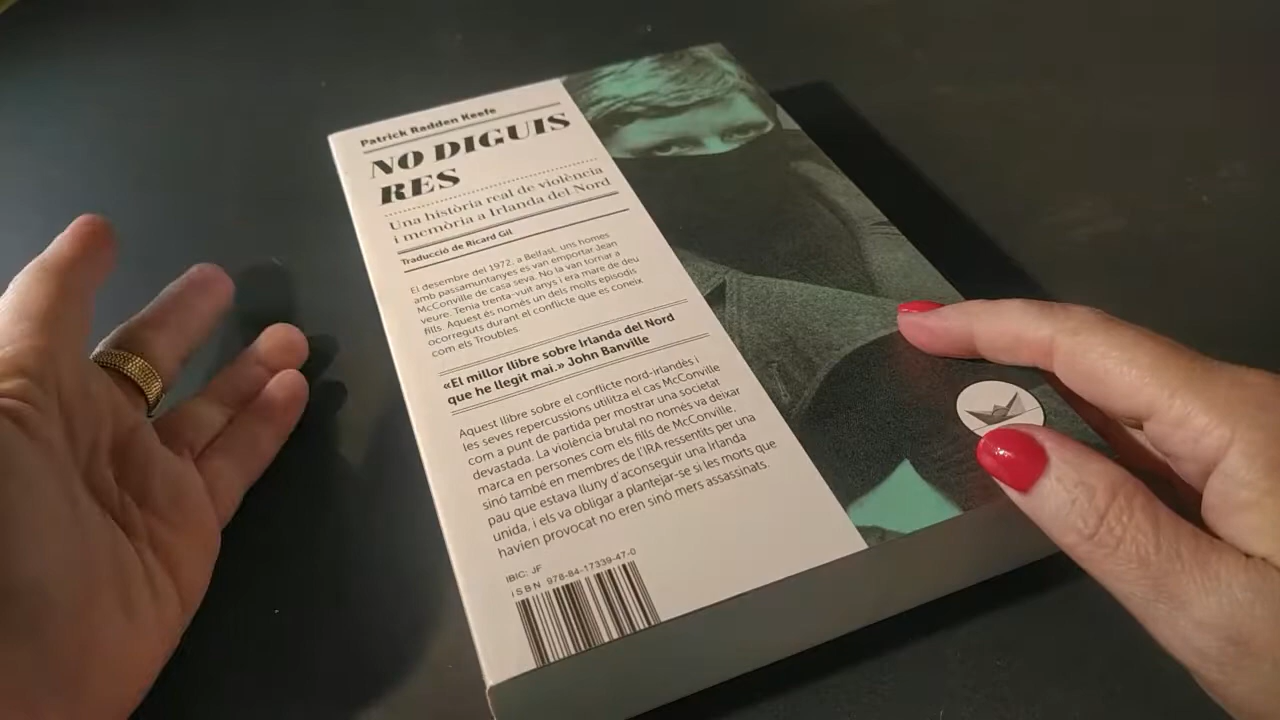 Patrick Radden Keefe
NO DIGUIS
RES
Una història real de violència
i memòria a Irlanda del Nord
Traducció de Ricard Gil
El desembre del 1972, a Belfast, uns homes
amb passamuntanyes es van emportar Jean
McConville de casa seva. No la van tornar a
veure. Tenia trenta-vuit anys i era mare de deu
fills. Aquest és només un dels molts episodis
ocorreguts durant el conflicte que es coneix
com els Troubles.
«El millor llibre sobre Irlanda del Nord
que he llegit mai.» John Banville
Aquest llibre sobre el conflicte nord-irlandès i
les seves repercussions utilitza el cas McConville
com a punt de partida per mostrar una societat
devastada. La violència brutal no només va deixar
marca en persones com els fills de McConville,
sinó també en membres de l'IRA ressentits per una
pau que estava lluny d'aconseguir una Irlanda
unida, i els va obligar a plantejar-se si les morts que
havien provocat no eren sinó mers assassinats.
IBIC: JF
ISBN 978-84-17339-47-0